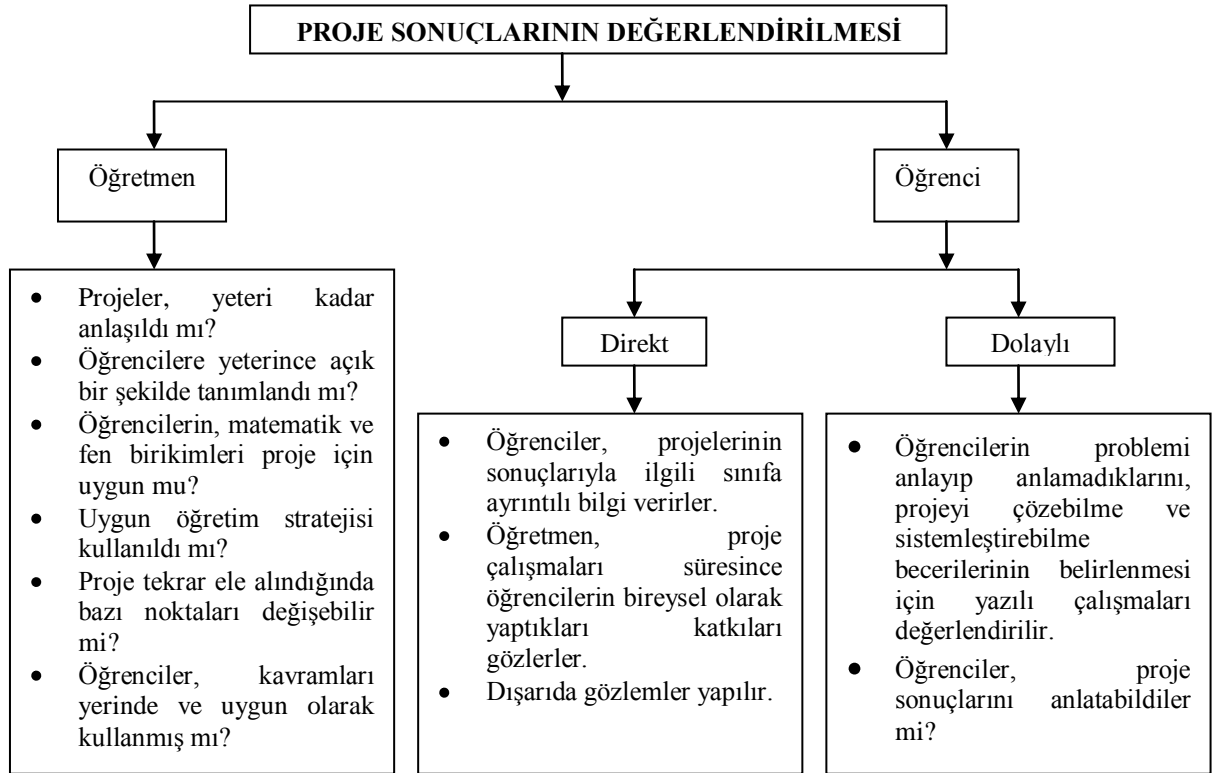 PROJE SONUÇLARININ DEĞERLENDİRİLMESİ
Öğretmen
Öğrenci
• Projeler, yeteri kadar
anlaşıldı mı?
• Öğrencilere yeterince açık
bir şekilde tanımlandı mı?
• Öğrencilerin, matematik ve
fen birikimleri proje için
uygun mu?
• Uygun öğretim stratejisi
kullanıldı mı?
• Proje tekrar ele alındığında
bazı noktaları değişebilir
mi?
• Öğrenciler, kavramları
yerinde ve uygun olarak
kullanmış mı?
Direkt
• Öğrenciler, projelerinin
sonuçlarıyla ilgili sınıfa
ayrıntılı bilgi verirler.
• Öğretmen, proje
çalışmaları süresince
öğrencilerin bireysel olarak
yaptıkları katkıları
gözlerler.
• Dışarıda gözlemler yapılır.
Dolaylı
• Öğrencilerin problemi
anlayıp anlamadıklarını,
projeyi çözebilme ve
sistemleştirebilme
becerilerinin belirlenmesi
için yazılı çalışmaları
değerlendirilir.
• Öğrenciler, proje
sonuçlarını anlatabildiler
mi?